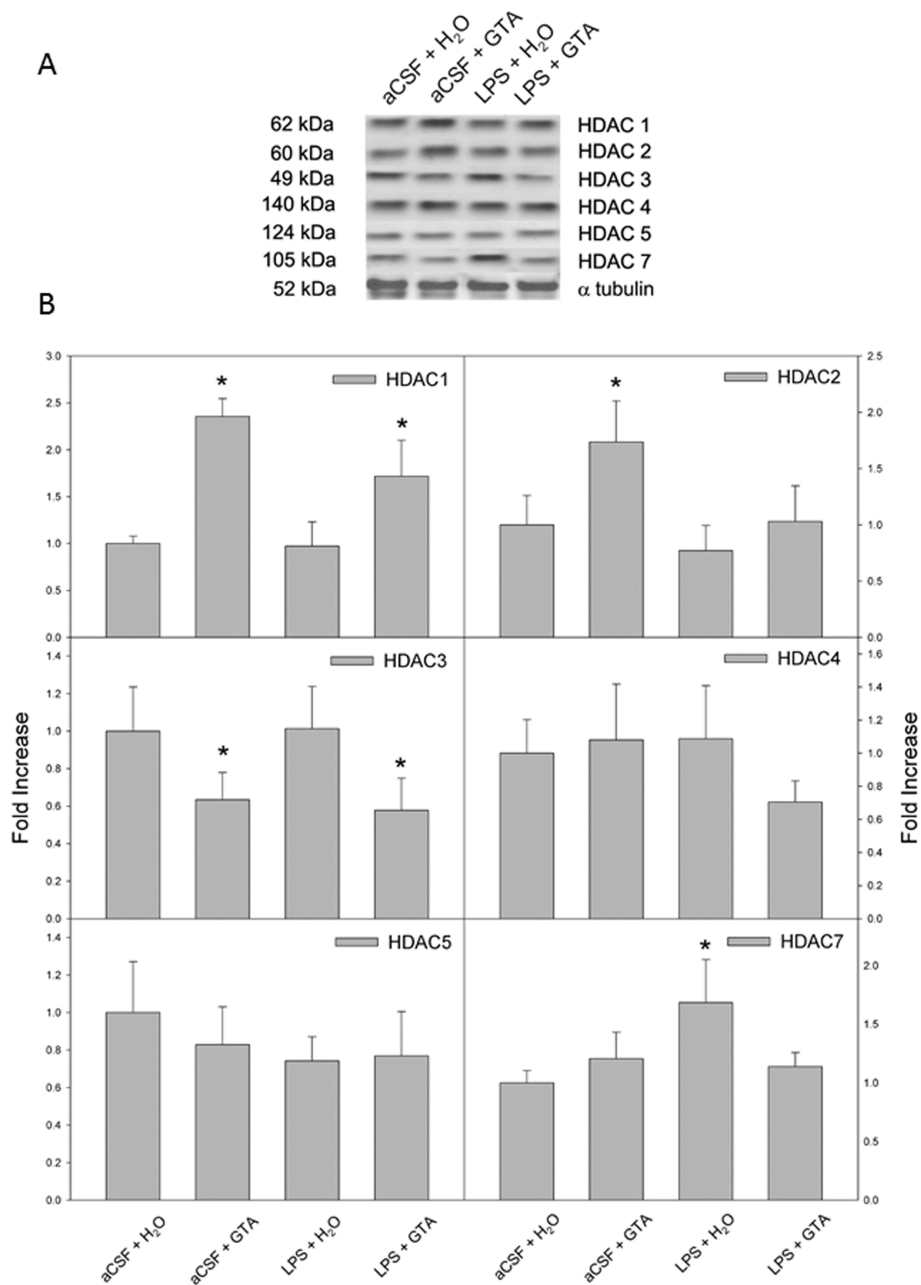 A
aCSF + H₂O
aCSF + GTA
LPS + H₂O
LPS + GTA
62 kDa HDAC 1
60 kDa HDAC 2
49 kDa HDAC 3
140 kDa HDAC 4
124 kDa HDAC 5
105 kDa HDAC 7
52 kDa α tubulin
B
Fold Increase
3.0
2.5
2.0
1.5
1.0
0.5
0.0
* *
HDAC1
2.5
2.0
1.5
1.0
0.5
0.0
*
HDAC2
1.4
1.2
1.0
0.8
0.6
0.4
0.2
0.0
* *
HDAC3
1.6
1.4
1.2
1.0
0.8
0.6
0.4
0.2
0.0
HDAC4
Fold Increase
1.4
1.2
1.0
0.8
0.6
0.4
0.2
0.0
HDAC5
2.0
1.5
1.0
0.5
0.0
*
HDAC7
aCSF + H₂O
aCSF + GTA
LPS + H₂O
LPS + GTA
aCSF + H₂O
aCSF + GTA
LPS + H₂O
LPS + GTA